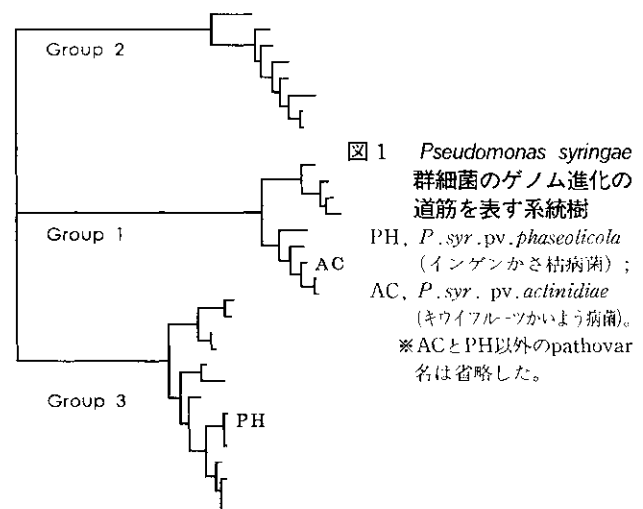 Group 2
Group 1
AC
Group 3
PH
図1 Pseudomonas syringae
群細菌のゲノム進化の
道筋を表す系統樹
PH, P.syr.pv.phaseolicola
(インゲンかさ枯病菌);
AC, P.syr. pv.actinidiae
(キウイフルーツかいよう病菌)。
※ACとPH以外のpathovar
名は省略した。